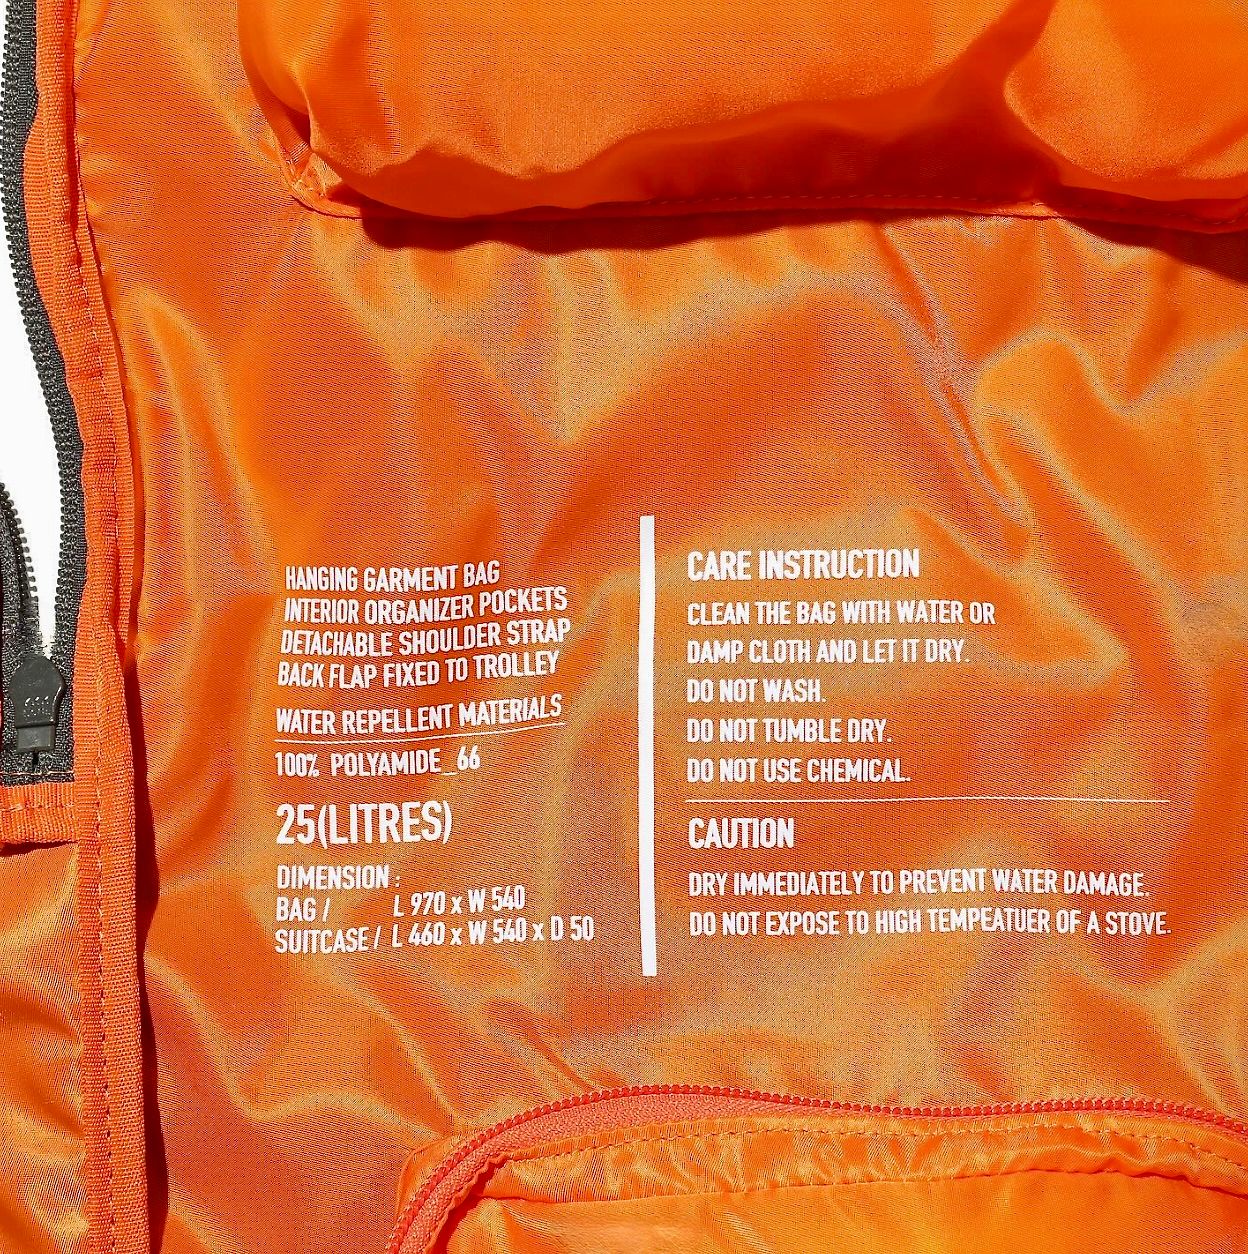 HANGING GARMENT BAG
INTERIOR ORGANIZER POCKETS
DETACHABLE SHOULDER STRAP
BACK FLAP FIXED TO TROLLEY
WATER REPELLENT MATERIALS
100% POLYAMIDE_66
25(LITRES)
DIMENSION :
BAG / L 970 x W 540
SUITCASE / L 460 x W 540 x D 50
CARE INSTRUCTION
CLEAN THE BAG WITH WATER OR
DAMP CLOTH AND LET IT DRY.
DO NOT WASH.
DO NOT TUMBLE DRY.
DO NOT USE CHEMICAL.
CAUTION
DRY IMMEDIATELY TO PREVENT WATER DAMAGE.
DO NOT EXPOSE TO HIGH TEMPEATUER OF A STOVE.